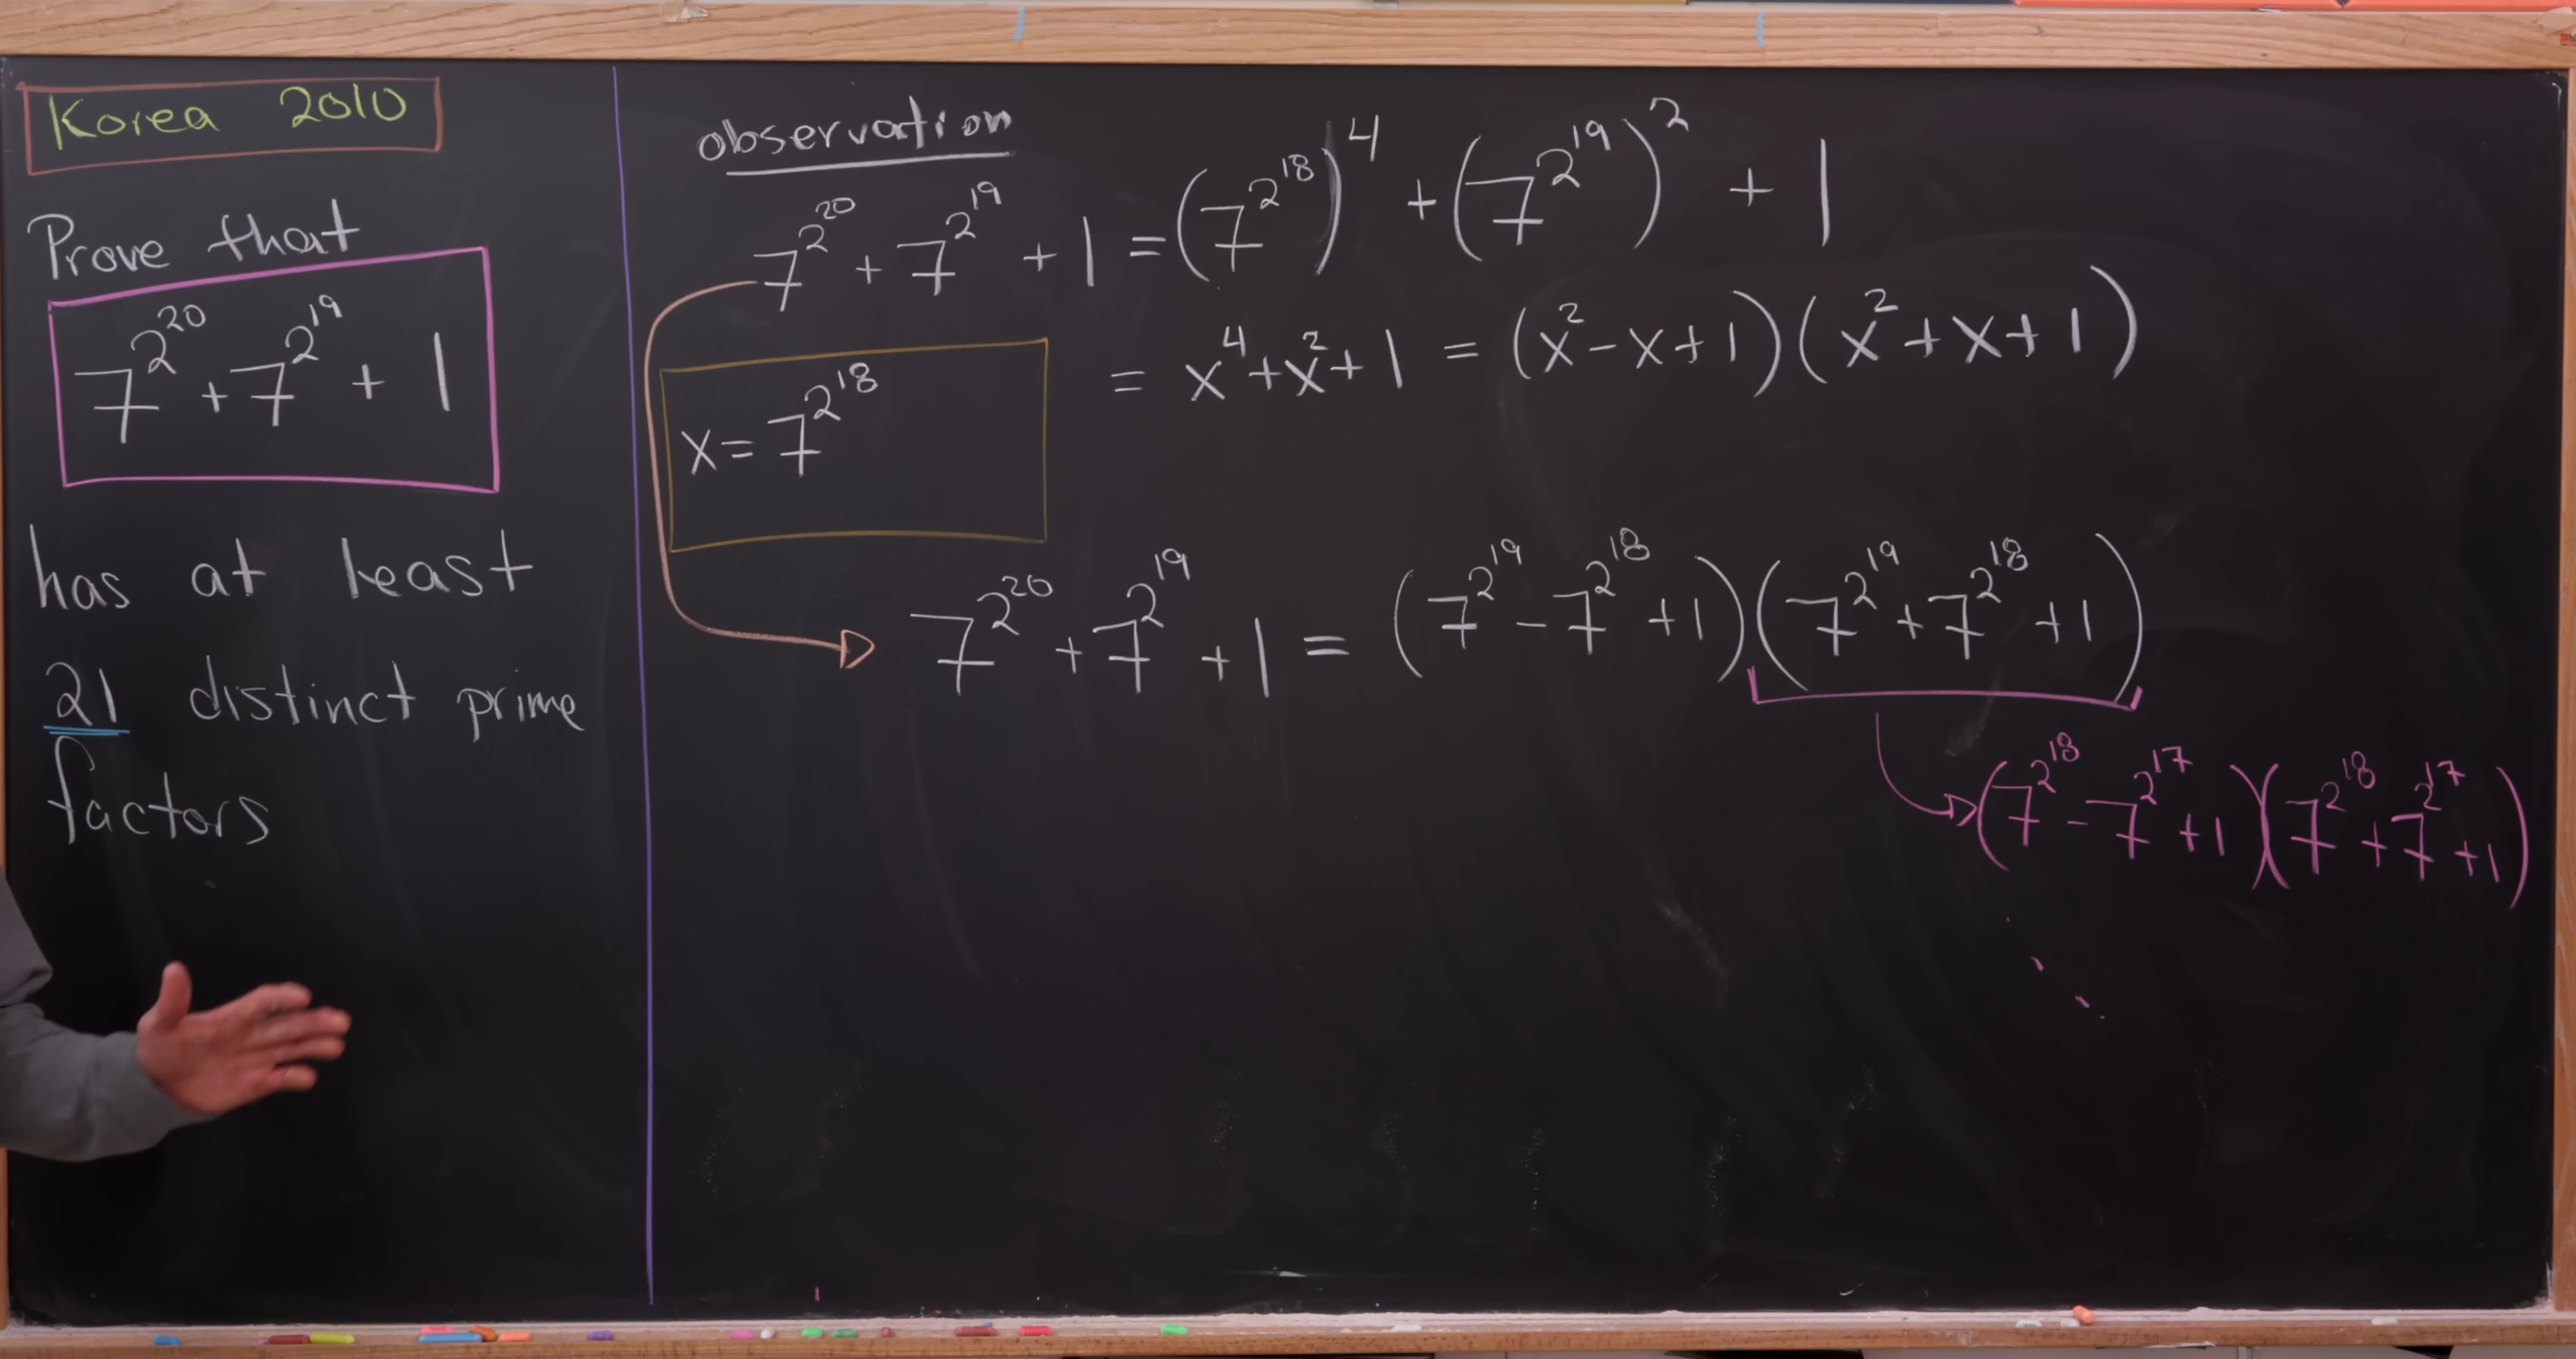 Korea 2010
Prove that
7^{2^{20}} + 7^{2^{19}} + 1
has at least
21 distinct prime
factors
observation
7^{2^{20}} + 7^{2^{19}} + 1 = (7^{2^{18}})^4 + (7^{2^{19}})^2 + 1
= x^4 + x^2 + 1 = (x^2 - x + 1)(x^2 + x + 1)
x = 7^{2^{18}}
7^{2^{20}} + 7^{2^{19}} + 1 = (7^{2^{19}} - 7^{2^{18}} + 1)(7^{2^{19}} + 7^{2^{18}} + 1)
(7^{2^{18}} - 7^{2^{17}} + 1)(7^{2^{18}} + 7^{2^{17}} + 1)